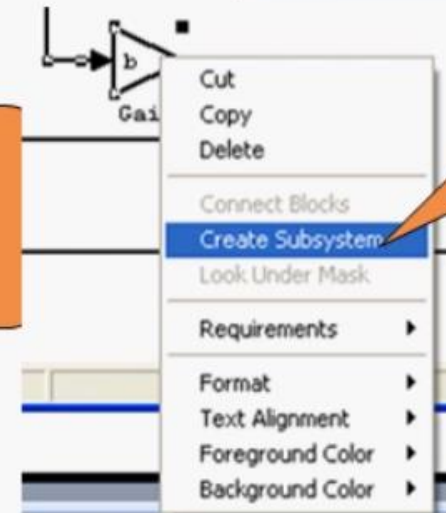 b
Gai
Cut
Copy
Delete
Connect Blocks
Create Subsystem
Look Under Mask
Requirements
Format
Text Alignment
Foreground Color
Background Color